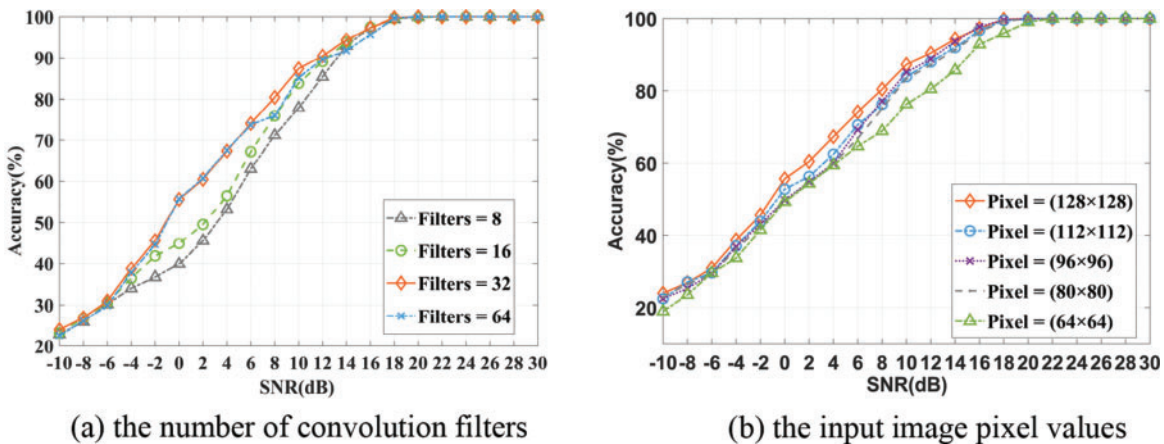 100
90
80
70
60
50
40
30
20
Accuracy(%)
-10 -8 -6 -4 -2 0 2 4 6 8 10 12 14 16 18 20 22 24 26 28 30
SNR(dB)
Filters = 8
Filters = 16
Filters = 32
Filters = 64
(a) the number of convolution filters
100
80
60
40
20
Accuracy(%)
-10 -8 -6 -4 -2 0 2 4 6 8 10 12 14 16 18 20 22 24 26 28 30
SNR(dB)
Pixel = (128×128)
Pixel = (112×112)
Pixel = (96×96)
Pixel = (80×80)
Pixel = (64×64)
(b) the input image pixel values